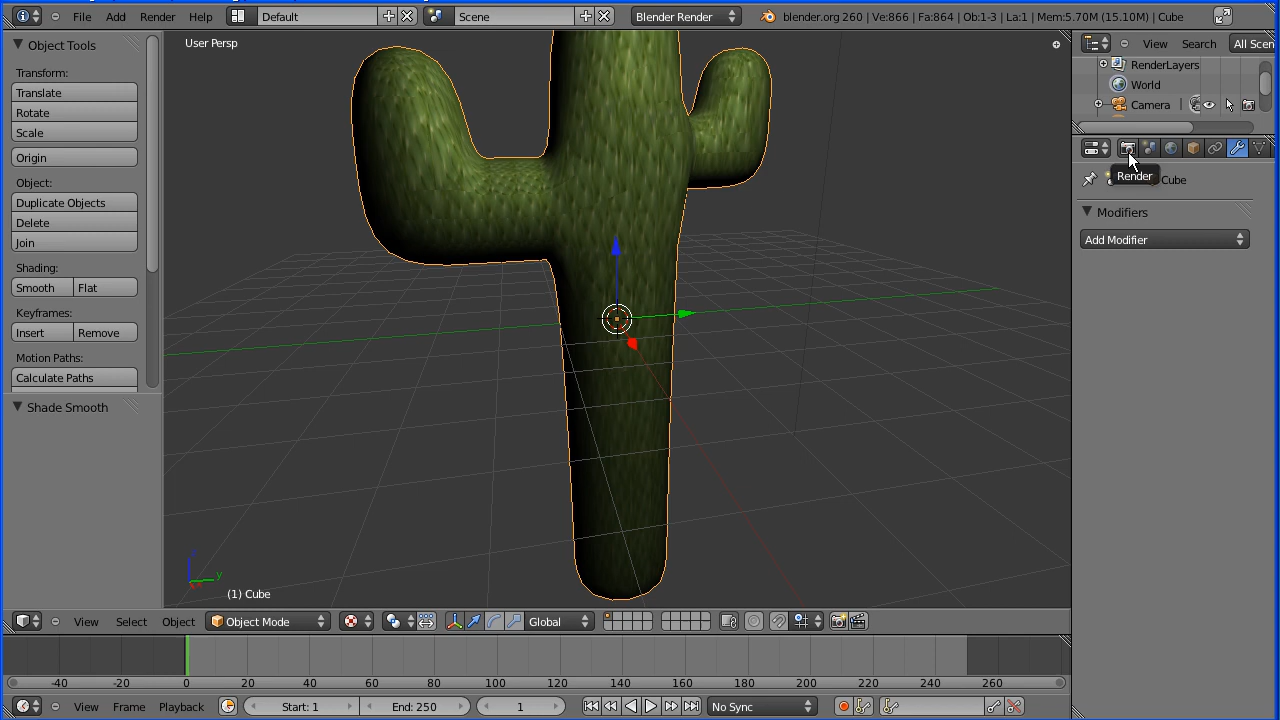 File Add Render Help Default Scene Blender Render blender.org 260 | Ve:866 | Fa:864 | Ob:1-3 | La:1 | Mem:5.70M (15.10M) | Cube
Object Tools
Transform:
Translate
Rotate
Scale
Origin
Object:
Duplicate Objects
Delete
Join
Shading:
Smooth Flat
Keyframes:
Insert Remove
Motion Paths:
Calculate Paths
Shade Smooth
User Persp
y
(1) Cube
View Search All Scen
RenderLayers
World
Camera
Render
Cube
Modifiers
Add Modifier
View Select Object Object Mode Global
-40 -20 0 20 40 60 80 100 120 140 160 180 200 220 240 260
View Frame Playback Start: 1 End: 250 1 No Sync